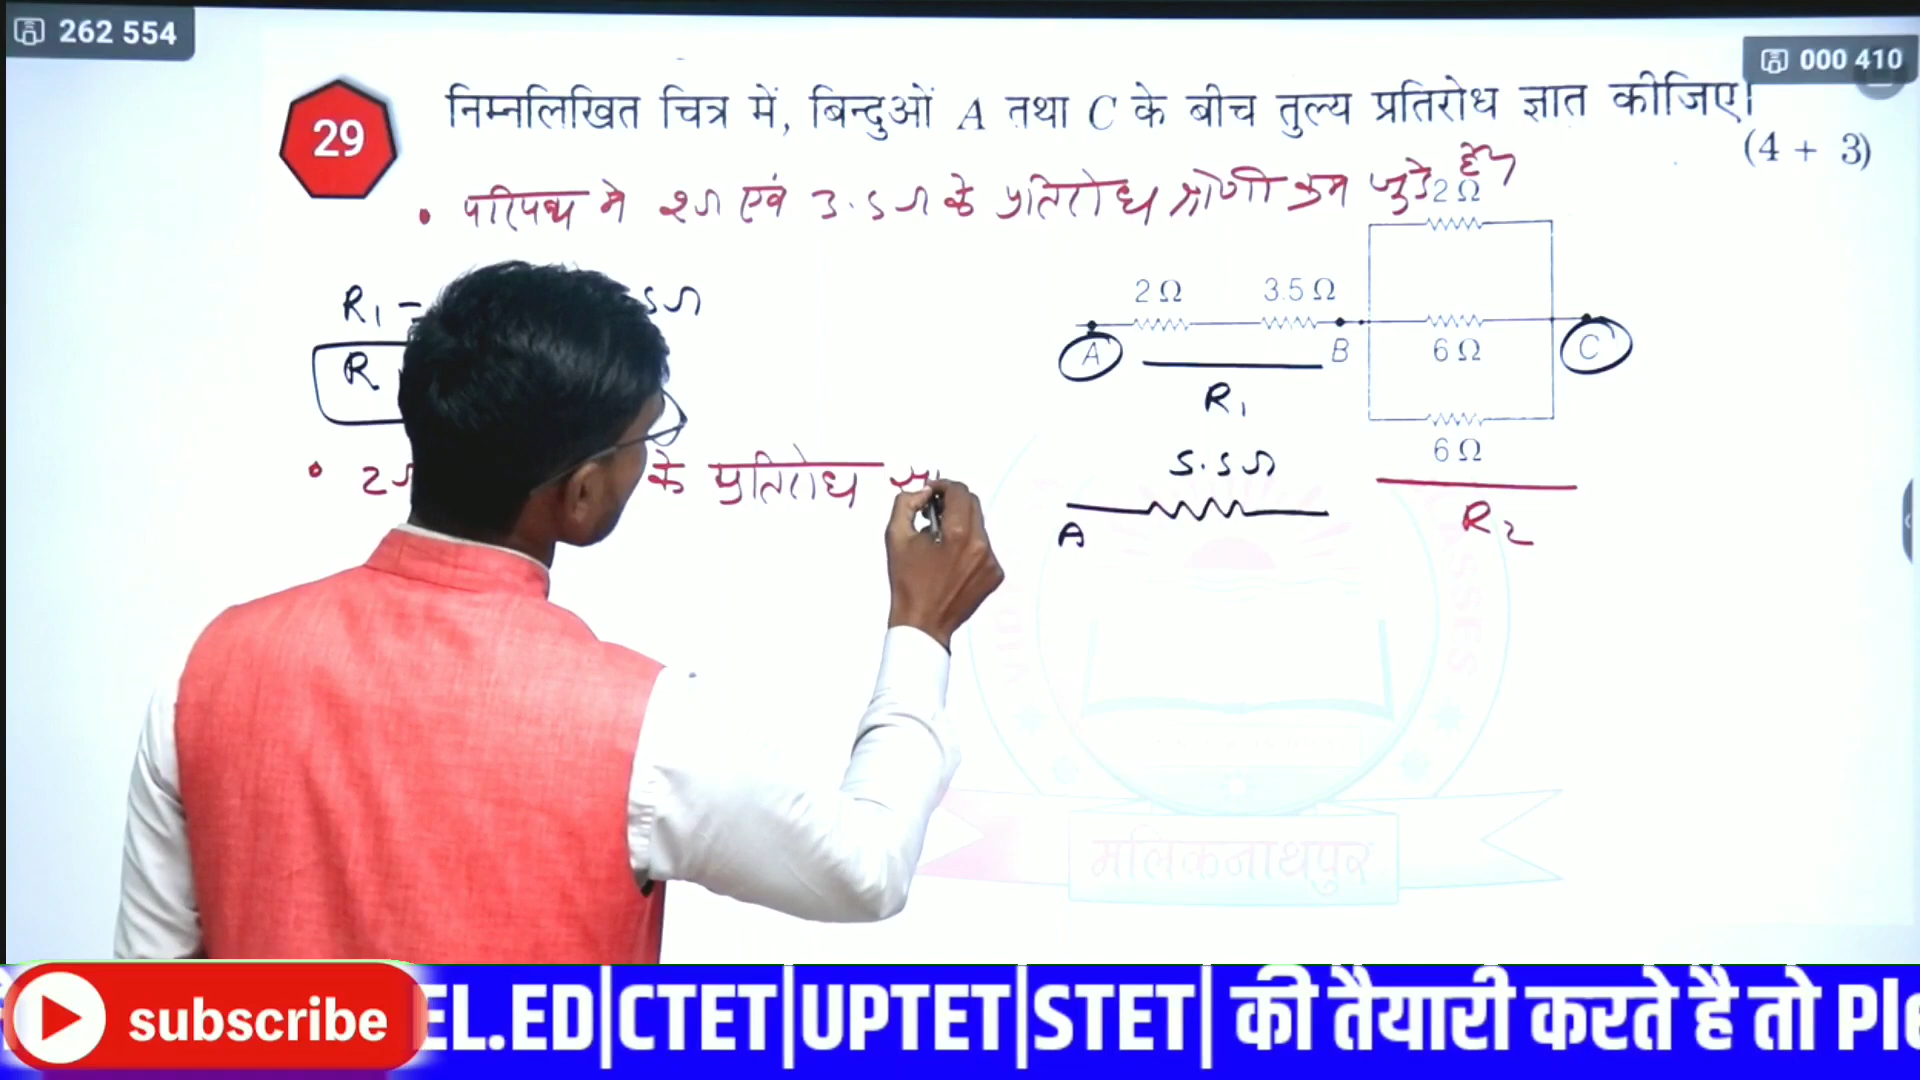 262 554
000 410
29
निम्नलिखित चित्र में, बिन्दुओं A तथा C के बीच तुल्य प्रतिरोध ज्ञात कीजिए।
(4 + 3)
• परिपथ मे 2Ω एवं 3.5Ω के प्रतिरोध श्रेणी क्रम जुडे है
2 Ω
2 Ω 3.5 Ω
A B 6 Ω C
6 Ω
R₁ =
R
R₁
• 2Ω के प्रतिरोध
5.5Ω
A
R₂
मलिकनाथपुर
subscribe
EL.ED|CTET|UPTET|STET| की तैयारी करते है तो Ple